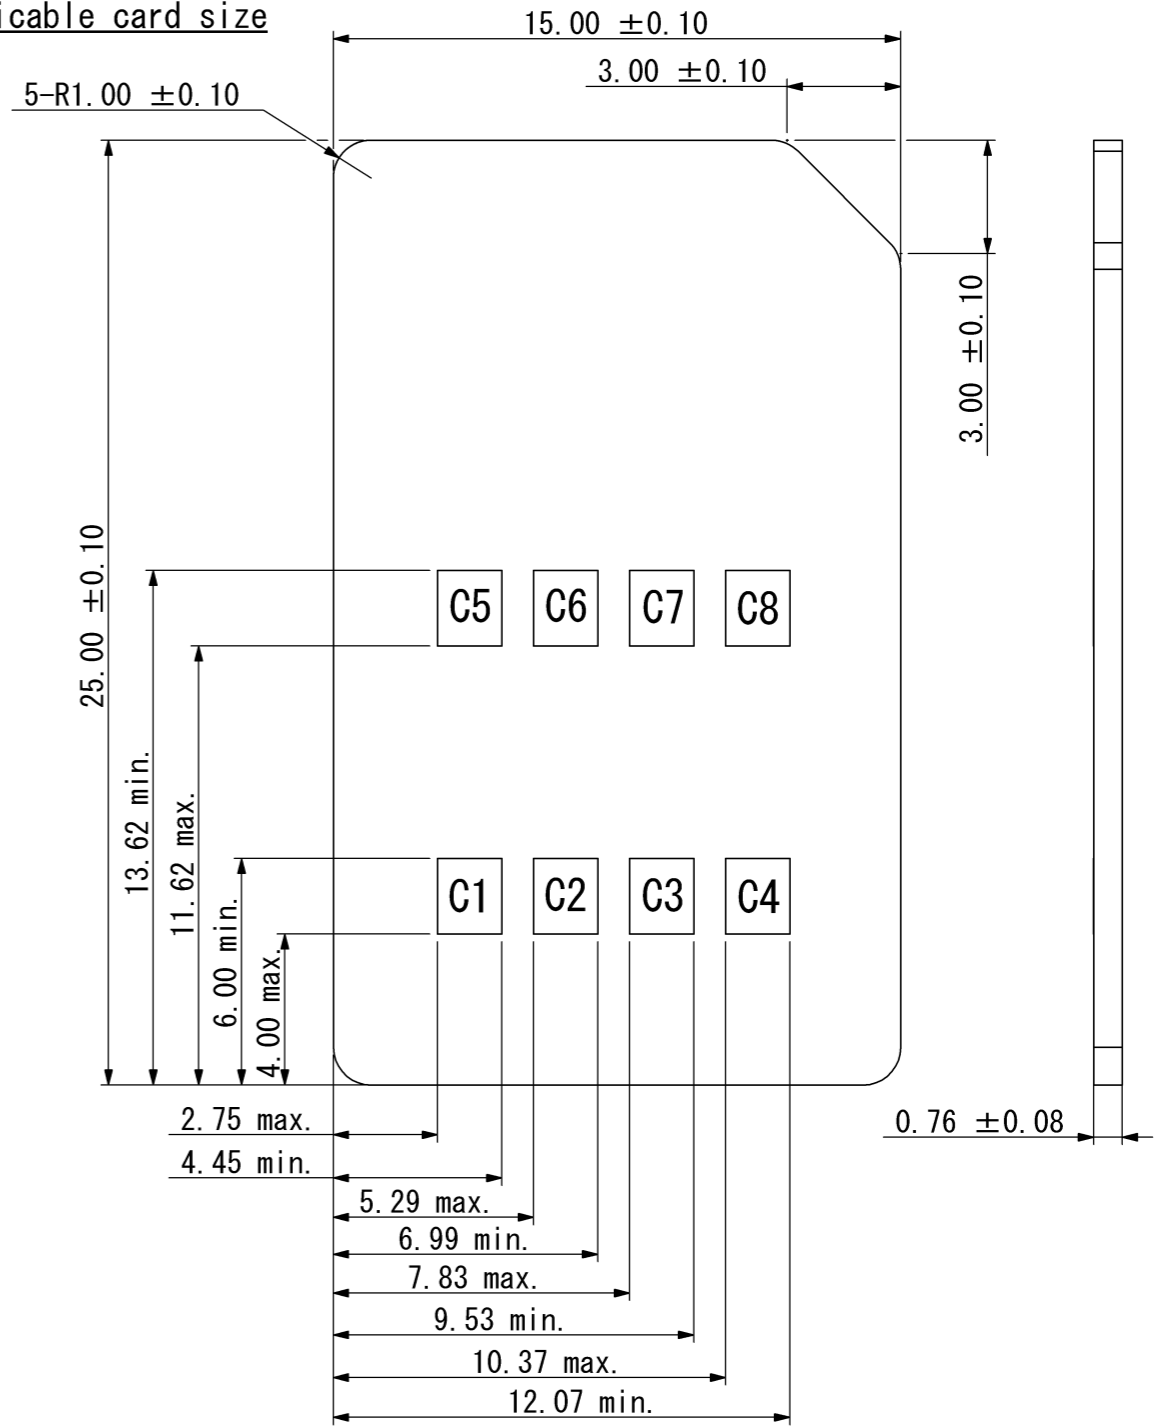 icable card size
15.00 ±0.10
3.00 ±0.10
5-R1.00 ±0.10
3.00 ±0.10
25.00 ±0.10
13.62 min.
11.62 max.
6.00 min.
4.00 max.
C5 C6 C7 C8
C1 C2 C3 C4
2.75 max.
0.76 ±0.08
4.45 min.
5.29 max.
6.99 min.
7.83 max.
9.53 min.
10.37 max.
12.07 min.